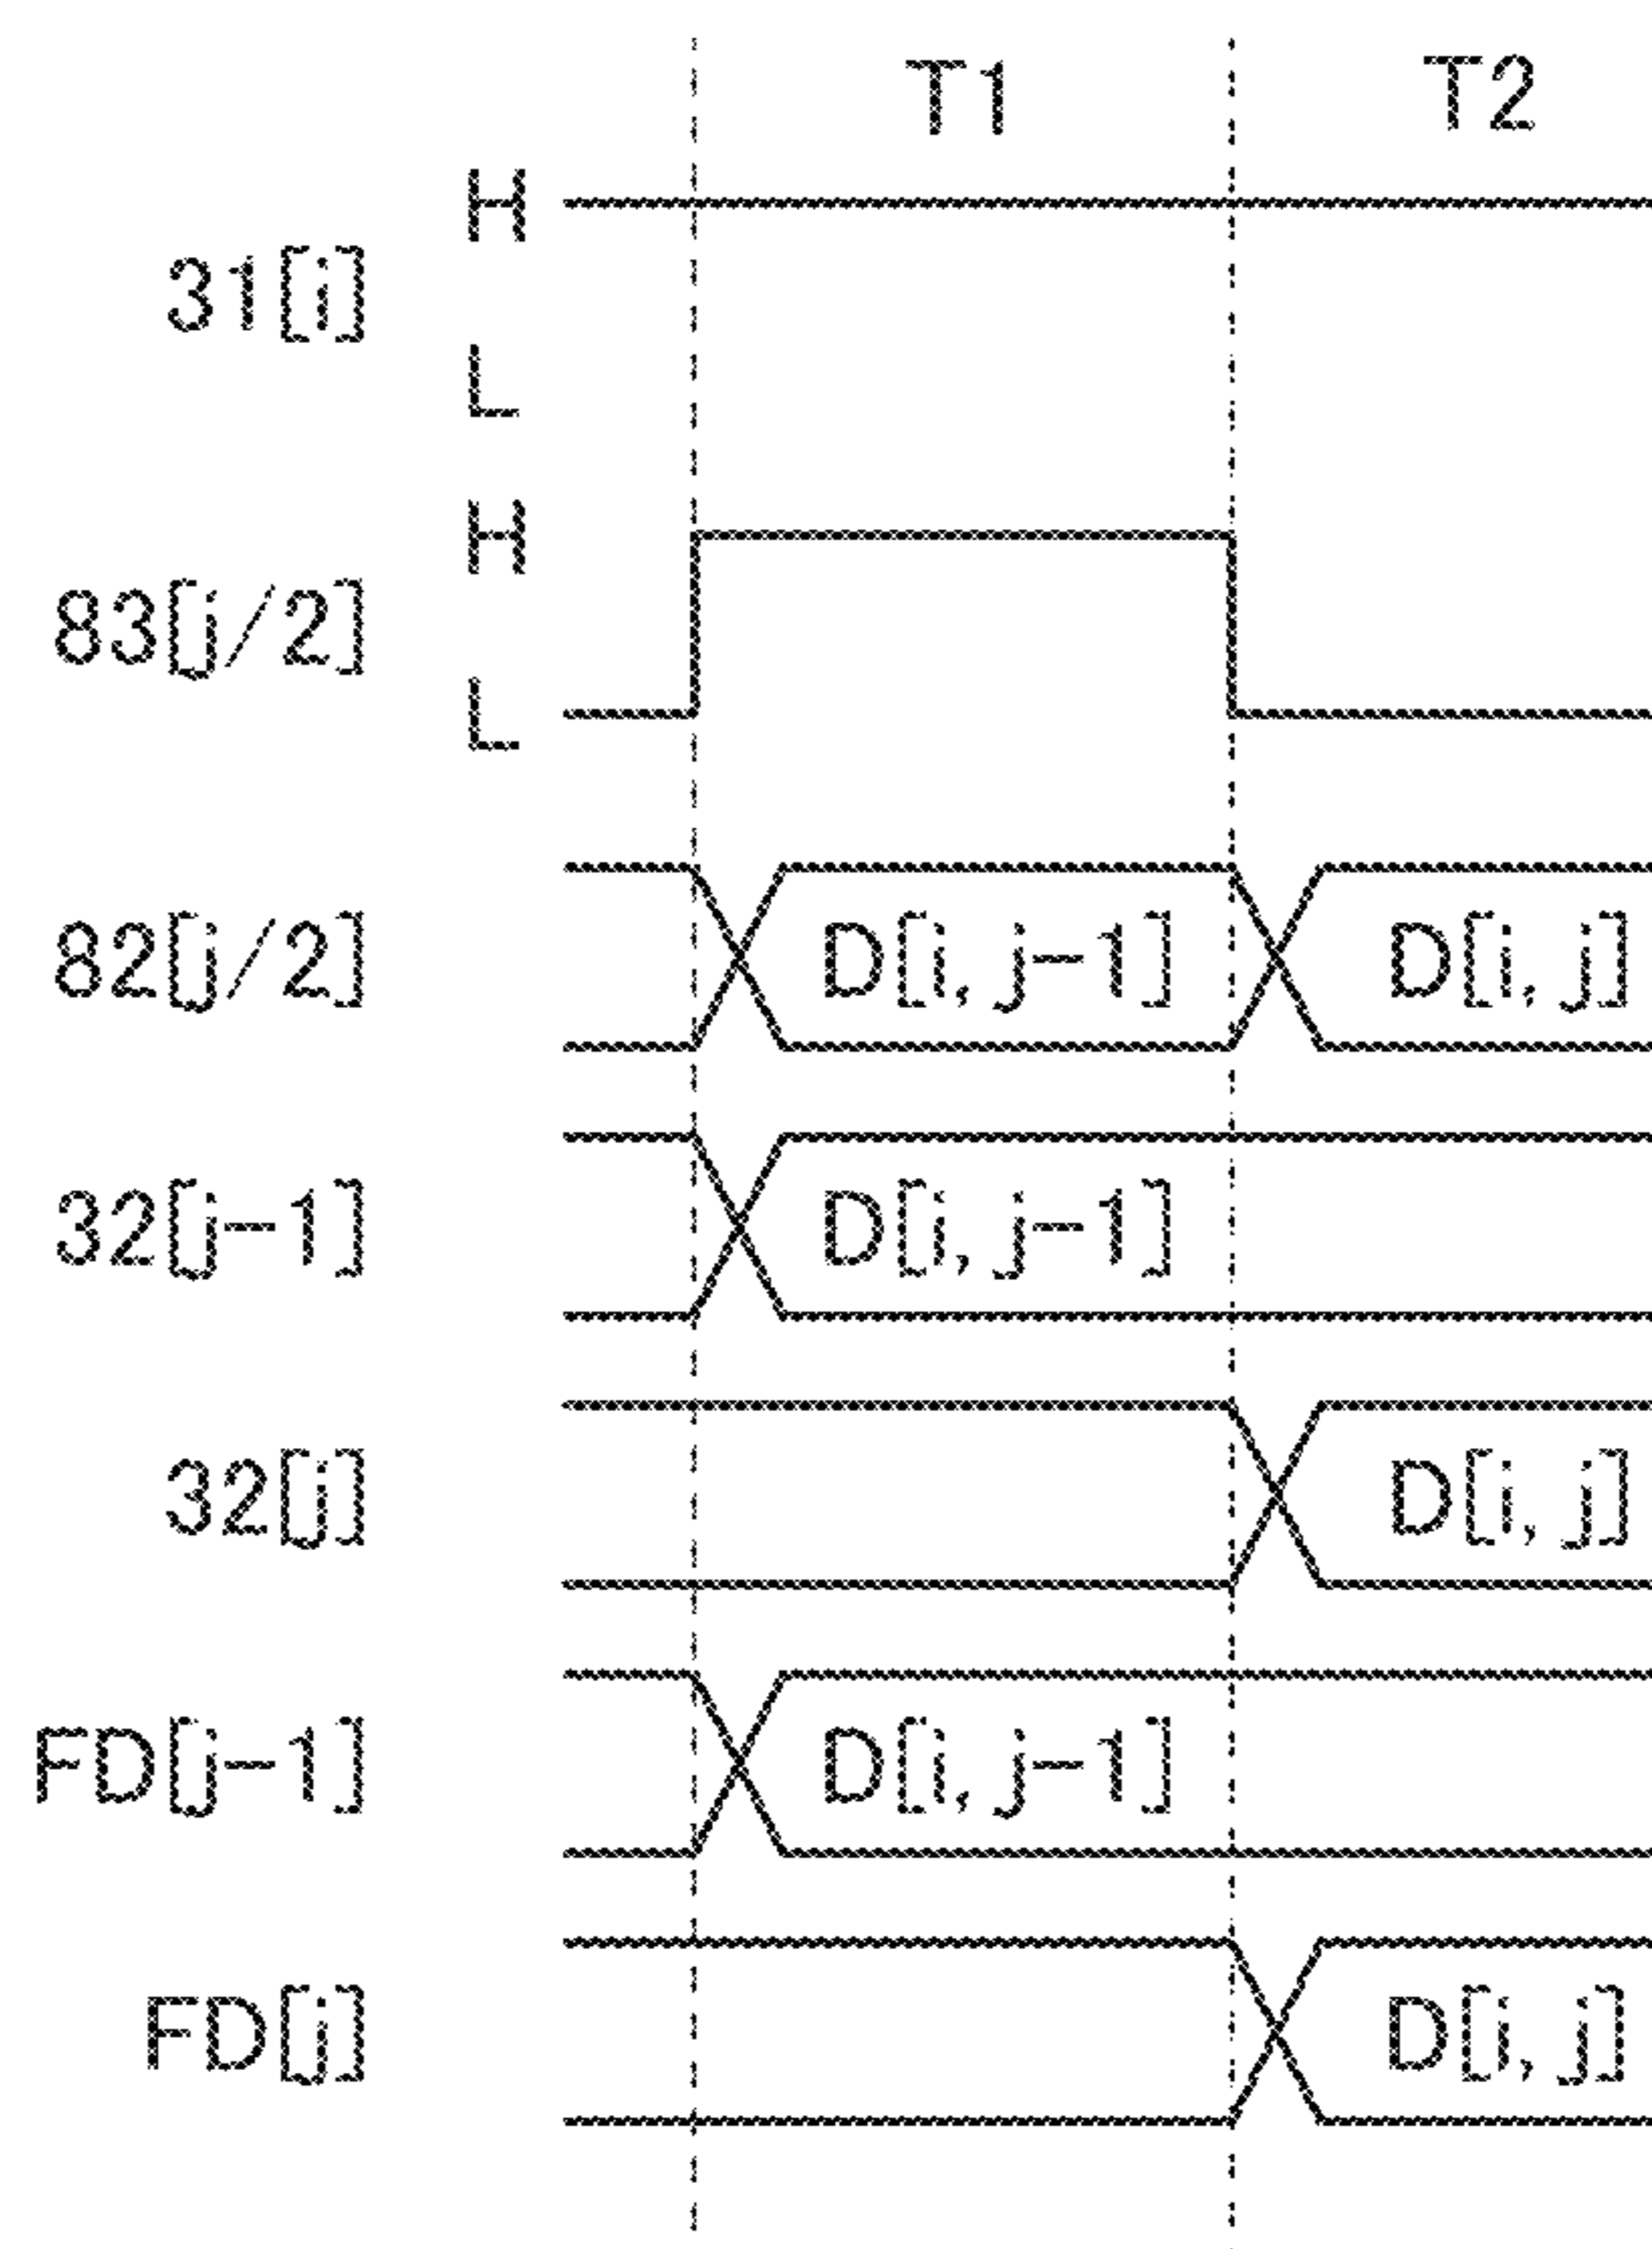 T1 T2
H
31[i]
L
H
83[j/2]
L
82[j/2] D[i, j-1] D[i, j]
32[j-1] D[i, j-1]
32[j] D[i, j]
FD[j-1] D[i, j-1]
FD[j] D[i, j]